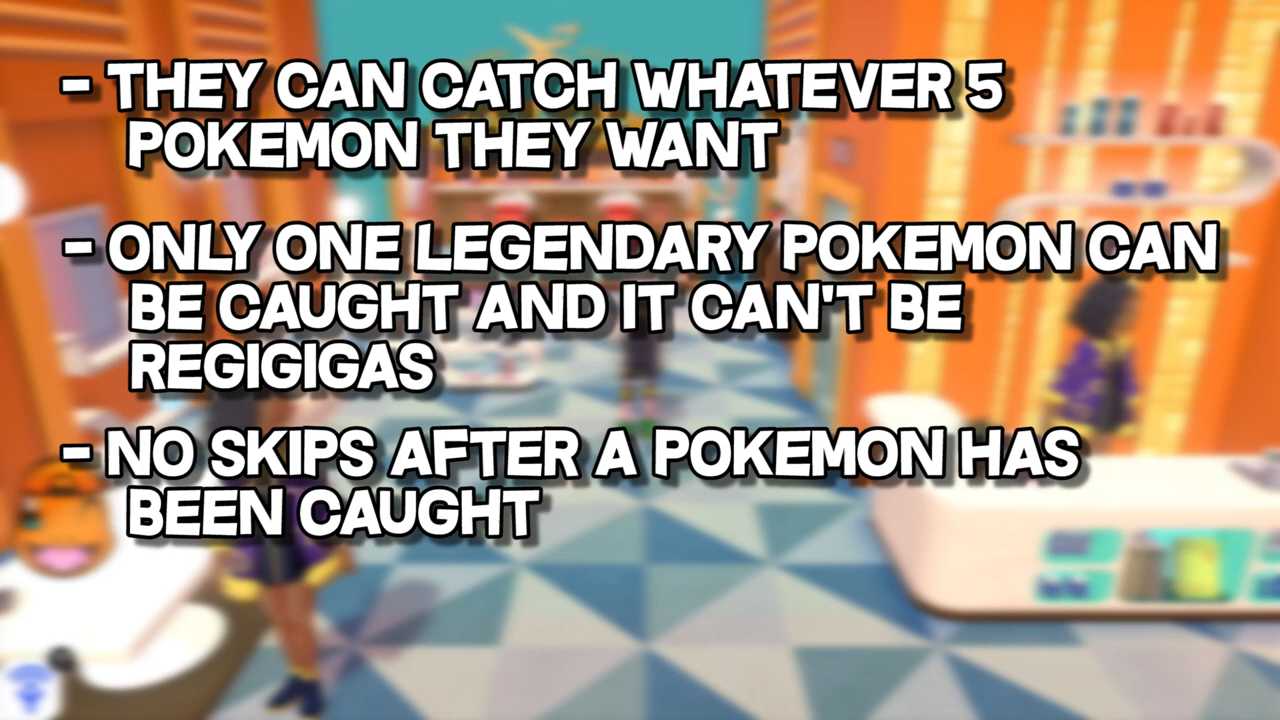 - THEY CAN CATCH WHATEVER 5
POKEMON THEY WANT
- ONLY ONE LEGENDARY POKEMON CAN
BE CAUGHT AND IT CAN'T BE
REGIGIGAS
- NO SKIPS AFTER A POKEMON HAS
BEEN CAUGHT